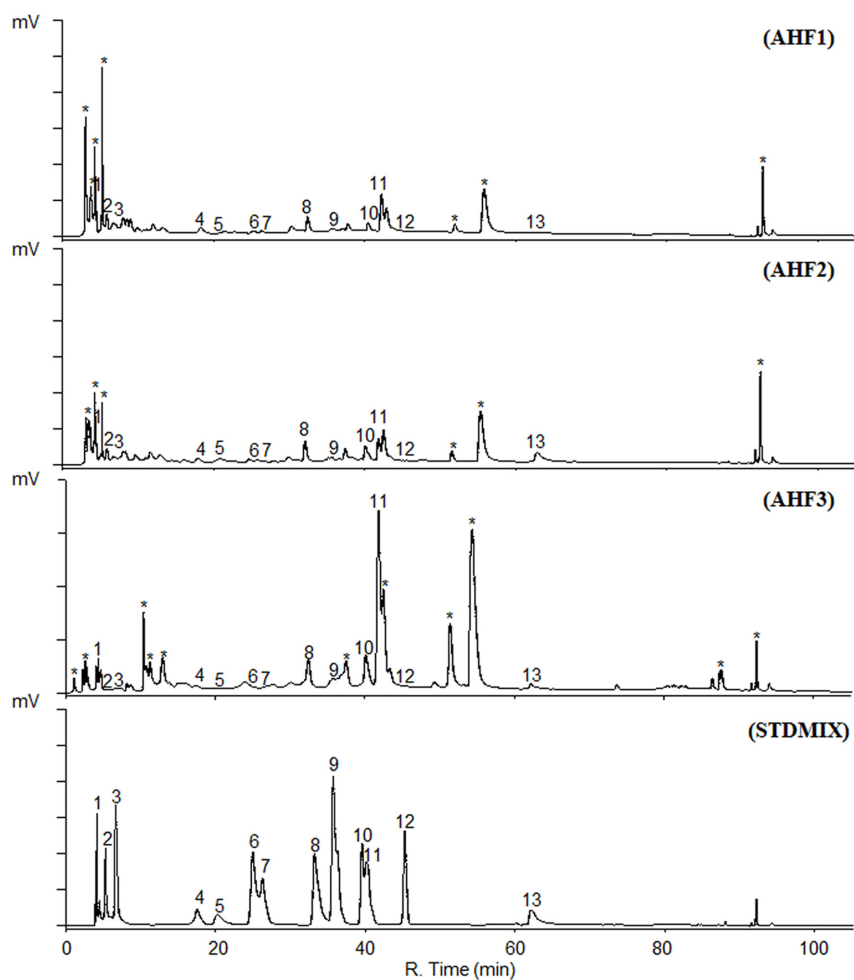 mV
(AHF1)
* * * 1 * 2 3 4 5 6 7 8 9 10 11 12 * * 13 *
(AHF2)
* * 1 * 2 3 4 5 6 7 8 9 10 11 12 * * 13 *
(AHF3)
* * 1 2 3 * * * 4 5 6 7 8 9 * 10 11 * 12 * * 13 * *
mV
(STDMIX)
1 2 3 4 5 6 7 8 9 10 11 12 13
0 20 40 60 80 100
R. Time (min)